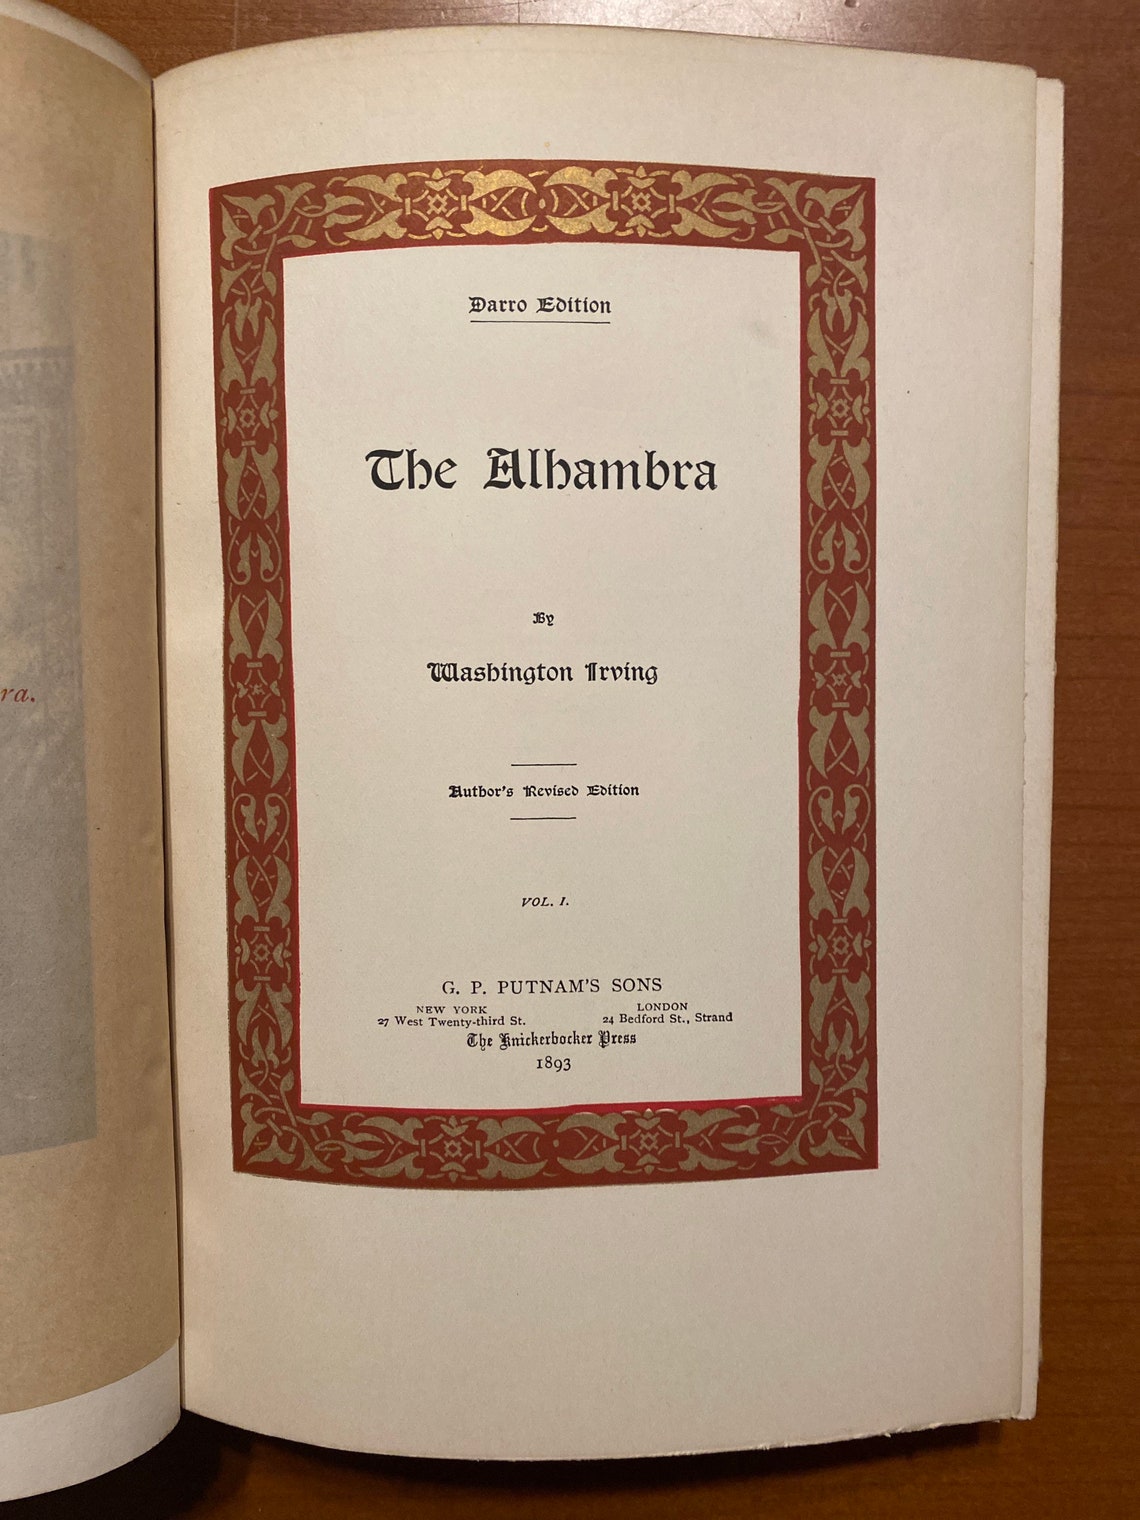 ra.
Darro Edition
The Alhambra
By
Washington Irving
Author's Revised Edition
VOL. I.
G. P. PUTNAM'S SONS
NEW YORK LONDON
27 West Twenty-third St. 24 Bedford St., Strand
The Knickerbocker Press
1893